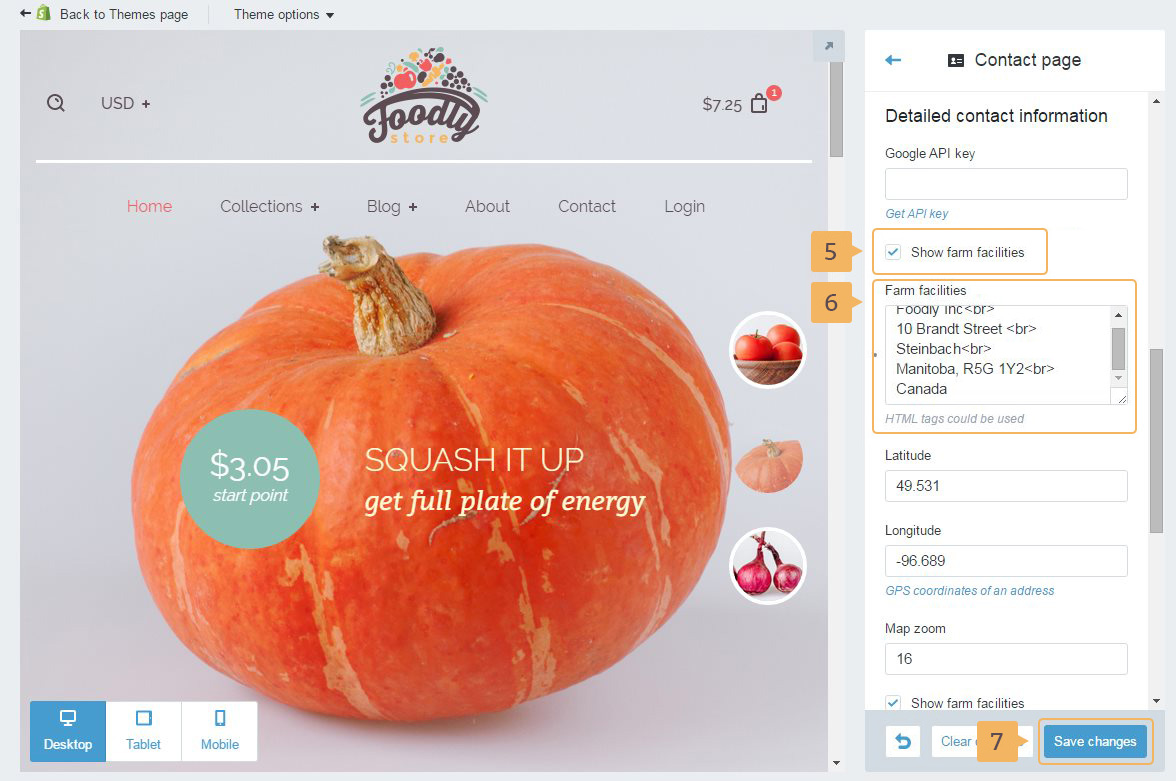 Back to Themes page
Theme options
USD +
Foodly
store
$7.25
1
Home
Collections +
Blog +
About
Contact
Login
$3.05
start point
SQUASH IT UP
get full plate of energy
Desktop
Tablet
Mobile
Contact page
Detailed contact information
Google API key
Get API key
5
Show farm facilities
6
Farm facilities
Foodly Inc<br>
10 Brandt Street <br>
Steinbach<br>
Manitoba, R5G 1Y2<br>
Canada
HTML tags could be used
Latitude
49.531
Longitude
-96.689
GPS coordinates of an address
Map zoom
16
Show farm facilities
Clear
7
Save changes